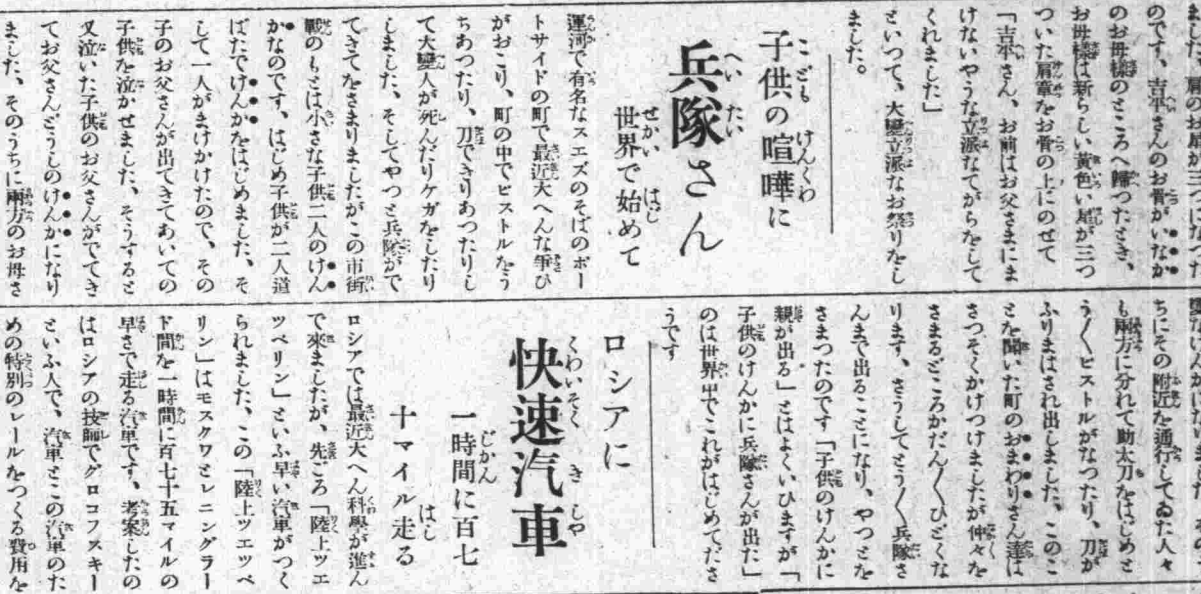 のです、吉平さんのお骨がいなか
のお母樣のところへ歸つたとき、
お母樣は新らしい黄色い星が三つ
ついた肩章をお骨の上にのせて
「吉平さん、お前はお父さまにま
けないやうな立派なてがらをして
くれました」
といつて、大變立派なお祭りをし
ました。
子供の喧嘩に
兵隊さん
世界で始めて
運河で有名なスエズのそばのポー
トサイドの町で最近大へんな爭ひ
がおこり、町の中でピストルをう
ちあつたり、刀できりあつたりし
て大變人が死んだりケガをしたり
しました、そしてやつと兵隊がで
てきてをさまりましたがこの市街
戰のもとは小さな子供二人のけん
かなのです、はじめ子供が二人道
ばたでけんかをはじめました、そ
して一人がまけかけたので、その
子のお父さんが出てきてあいての
子供を泣かせました、そうすると
又泣いた子供のお父さんがでてき
てお父さんどうしのけんかになり
ました、そのうちに兩方のお母さ
ちにその附近を通行してゐた人々
も兩方に分れて助太刀をはじめと
う〳〵ピストルがなつたり、刀が
ふりまはされ出しました、このこ
とを聞いた町のおまわりさん達は
さつそくかけつけましたが仲々を
さまるどころかだん〳〵ひどくな
ります、さうしてとう〳〵兵隊さ
んまで出ることになり、やつとを
さまつたのです「子供のけんかに
親が出る」とはよくいひますが「
子供のけんかに兵隊さんが出た」
のは世界中でこれがはじめてださ
うです
ロシアに
快速汽車
一時間に百七
十マイル走る
ロシアでは最近大へん科學が進ん
で來ましたが、先ごろ「陸上ツエ
ツペリン」といふ早い汽車がつく
られました、この「陸上ツエツペ
リン」はモスクワとレニングラー
ド間を一時間に百七十五マイルの
早さで走る汽車です、考案したの
はロシアの技師でグロコフスキー
といふ人で、汽車とこの汽車のた
めの特別のレールをつくる費用を